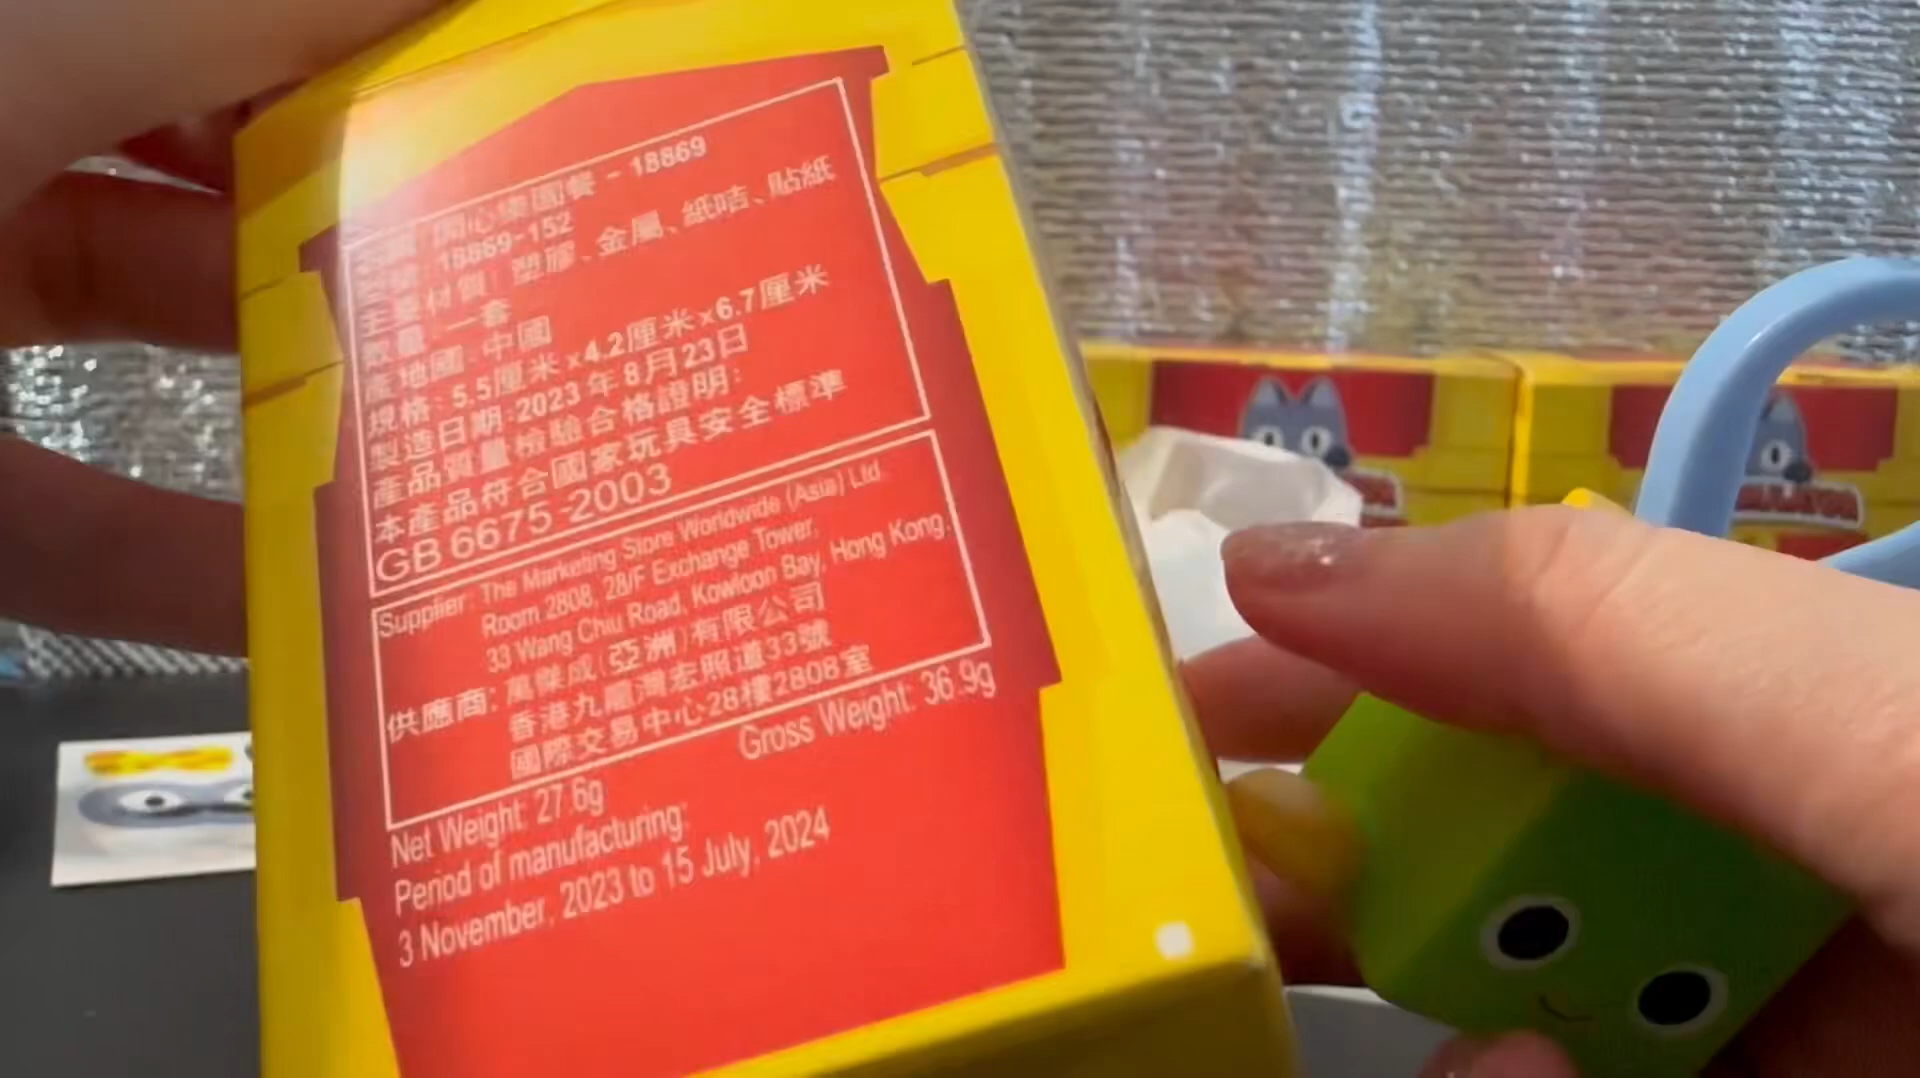 開心樂園餐 - 18869
18869-152
主要材質: 塑膠、金屬、紙咭、貼紙
數量: 一套
產地國: 中國
規格: 5.5厘米x4.2厘米x6.7厘米
製造日期:2023年8月23日
產品質量檢驗合格證明:
本產品符合國家玩具安全標準
GB 6675-2003
Supplier: The Marketing Store Worldwide (Asia) Ltd.
Room 2808, 28/F Exchange Tower,
33 Wang Chiu Road, Kowloon Bay, Hong Kong.
供應商: 萬傑成(亞洲)有限公司
香港九龍灣宏照道33號
國際交易中心28樓2808室
Gross Weight: 36.9g
Net Weight: 27.6g
Period of manufacturing:
3 November, 2023 to 15 July, 2024